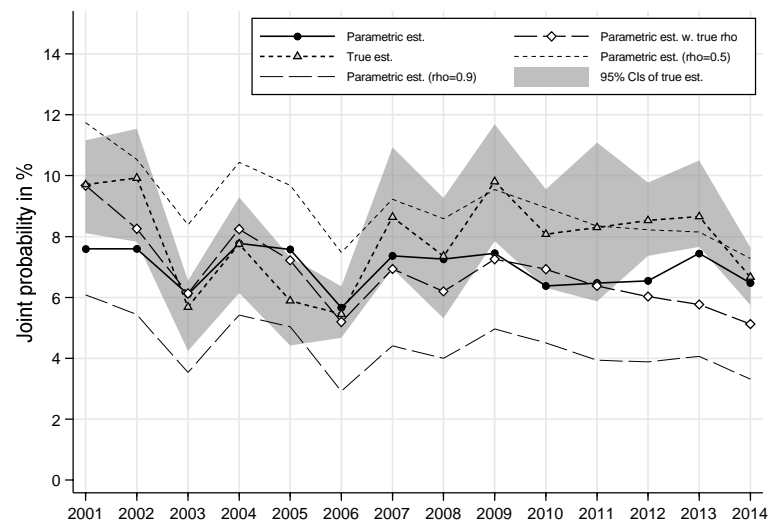 Parametric est.
Parametric est. w. true rho
True est.
Parametric est. (rho=0.5)
Parametric est. (rho=0.9)
95% CIs of true est.
Joint probability in %
14
12
10
8
6
4
2
0
2001 2002 2003 2004 2005 2006 2007 2008 2009 2010 2011 2012 2013 2014